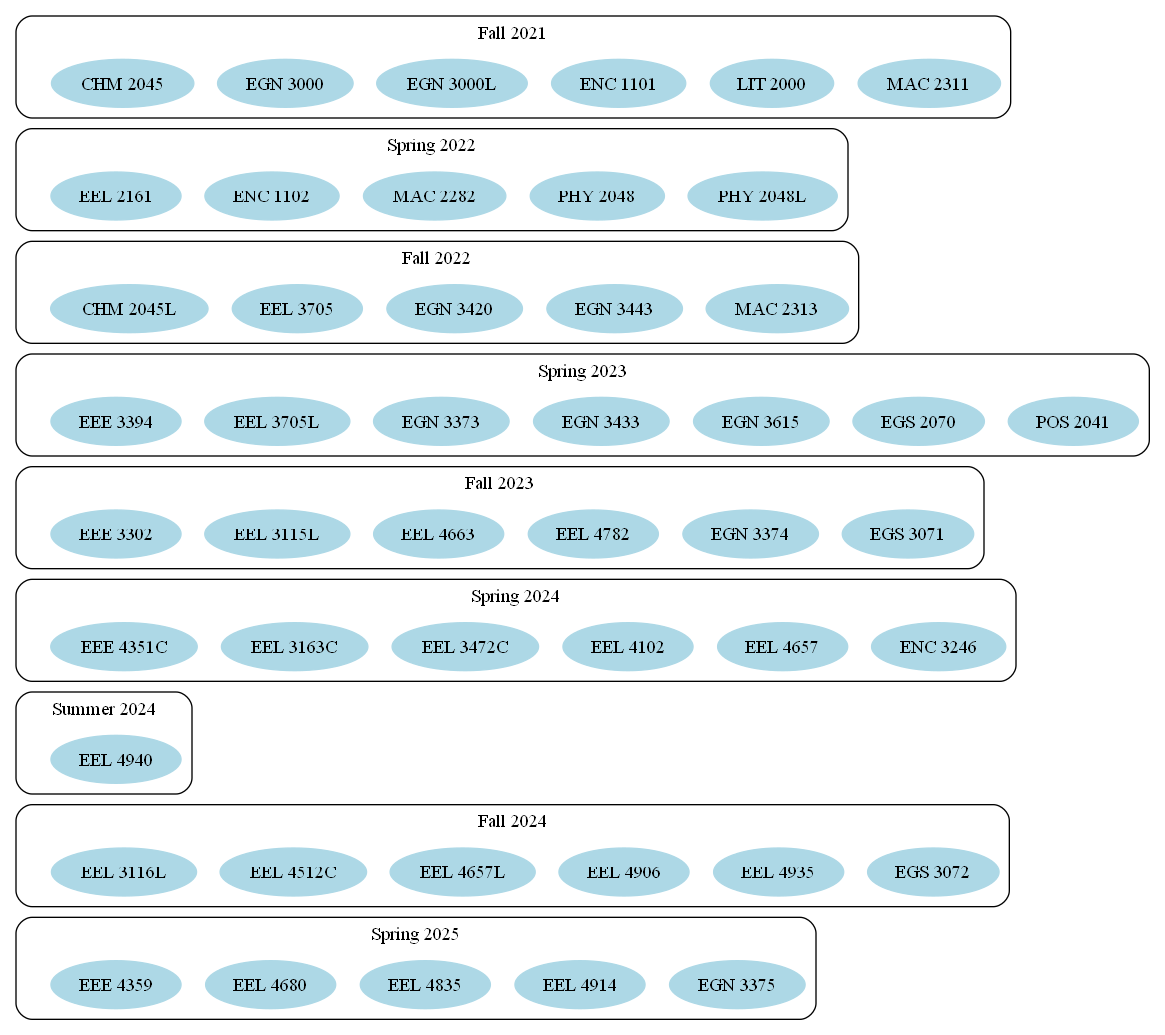 Fall 2021
CHM 2045 EGN 3000 EGN 3000L ENC 1101 LIT 2000 MAC 2311
Spring 2022
EEL 2161 ENC 1102 MAC 2282 PHY 2048 PHY 2048L
Fall 2022
CHM 2045L EEL 3705 EGN 3420 EGN 3443 MAC 2313
Spring 2023
EEE 3394 EEL 3705L EGN 3373 EGN 3433 EGN 3615 EGS 2070 POS 2041
Fall 2023
EEE 3302 EEL 3115L EEL 4663 EEL 4782 EGN 3374 EGS 3071
Spring 2024
EEE 4351C EEL 3163C EEL 3472C EEL 4102 EEL 4657 ENC 3246
Summer 2024
EEL 4940
Fall 2024
EEL 3116L EEL 4512C EEL 4657L EEL 4906 EEL 4935 EGS 3072
Spring 2025
EEE 4359 EEL 4680 EEL 4835 EEL 4914 EGN 3375